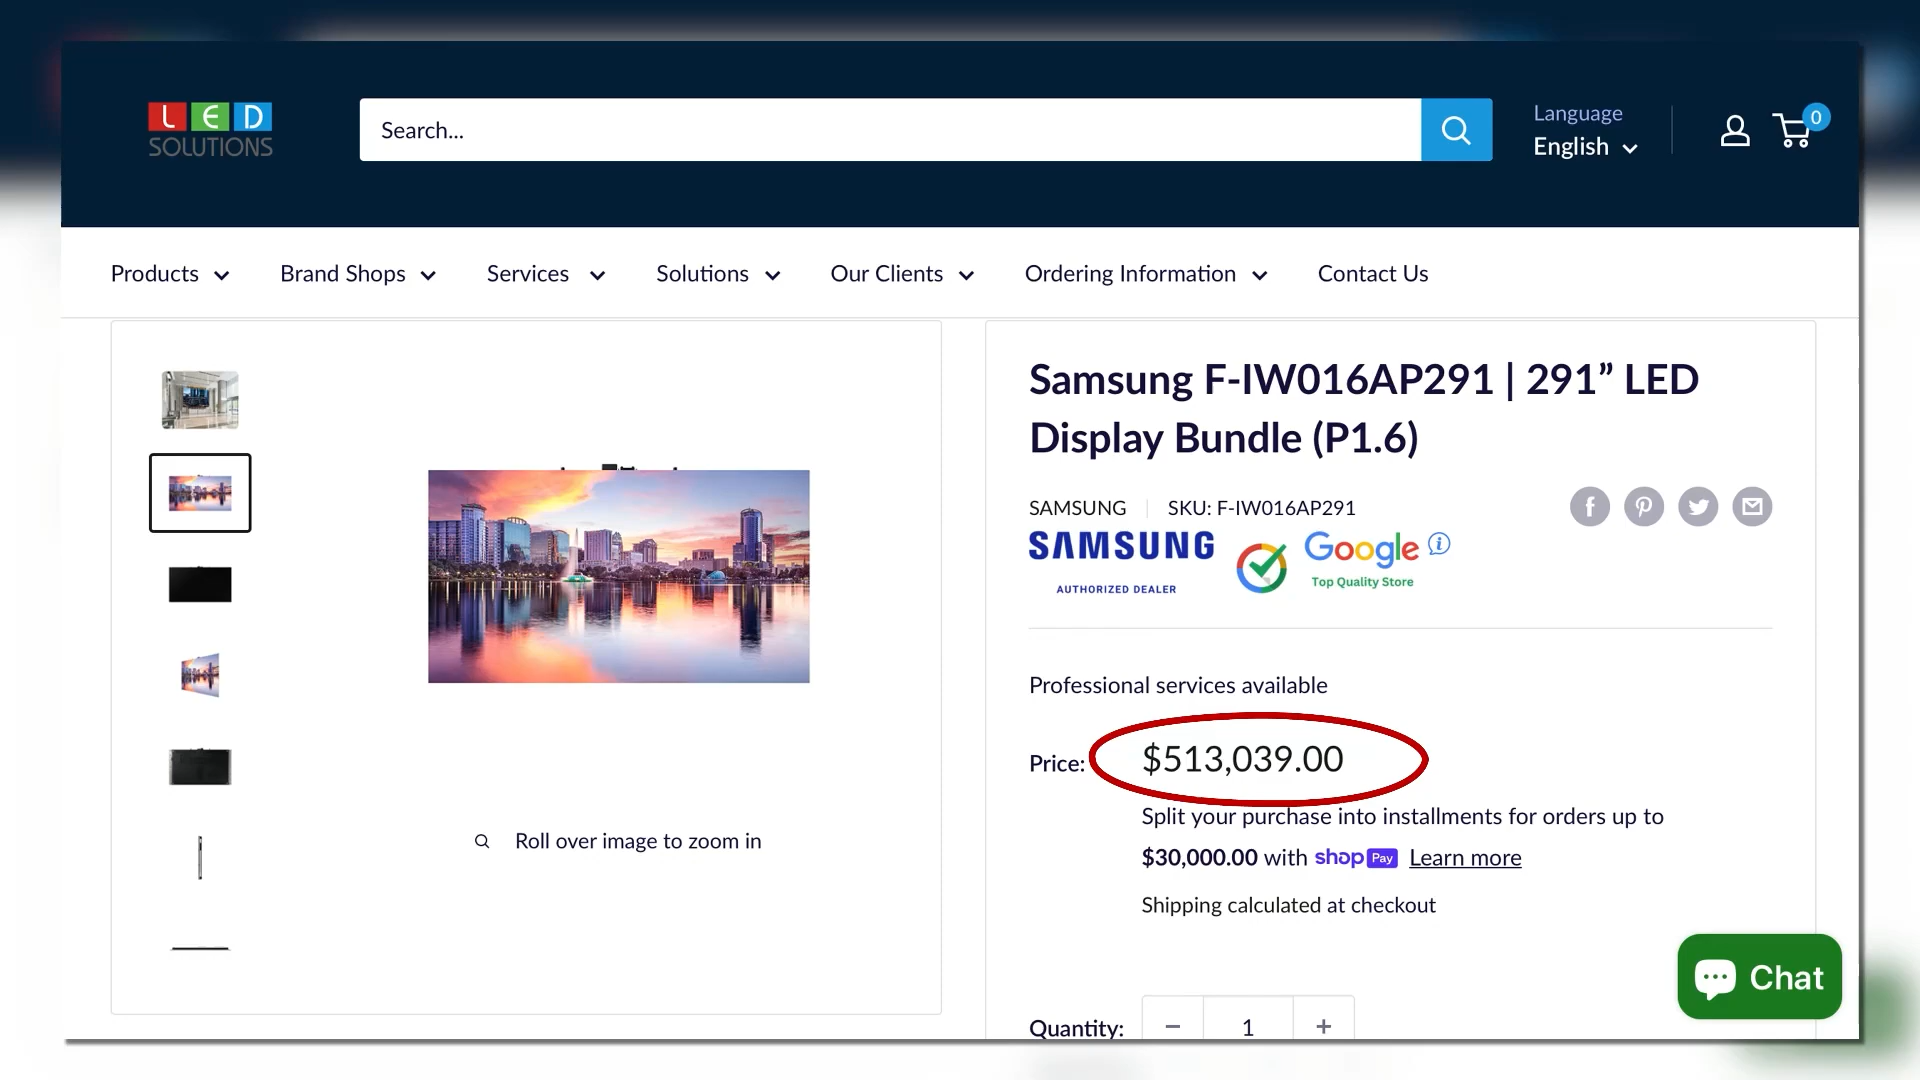 LED
SOLUTIONS
Search...
Language
English
0
Products
Brand Shops
Services
Solutions
Our Clients
Ordering Information
Contact Us
Samsung F-IW016AP291 | 291” LED
Display Bundle (P1.6)
SAMSUNG
SKU: F-IW016AP291
SAMSUNG
AUTHORIZED DEALER
Google
Top Quality Store
Professional services available
Price: $513,039.00
Split your purchase into installments for orders up to
$30,000.00 with shop Pay Learn more
Shipping calculated at checkout
Roll over image to zoom in
Quantity: − 1 +
Chat